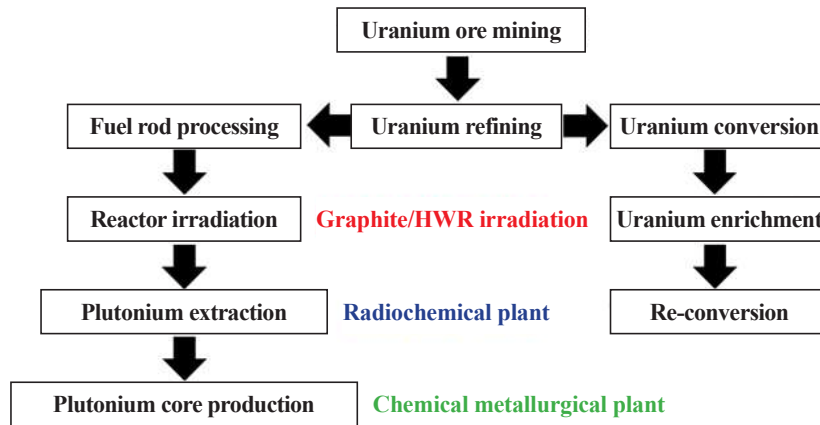 Uranium ore mining
Fuel rod processing
Uranium refining
Uranium conversion
Reactor irradiation
Graphite/HWR irradiation
Uranium enrichment
Plutonium extraction
Radiochemical plant
Re-conversion
Plutonium core production
Chemical metallurgical plant